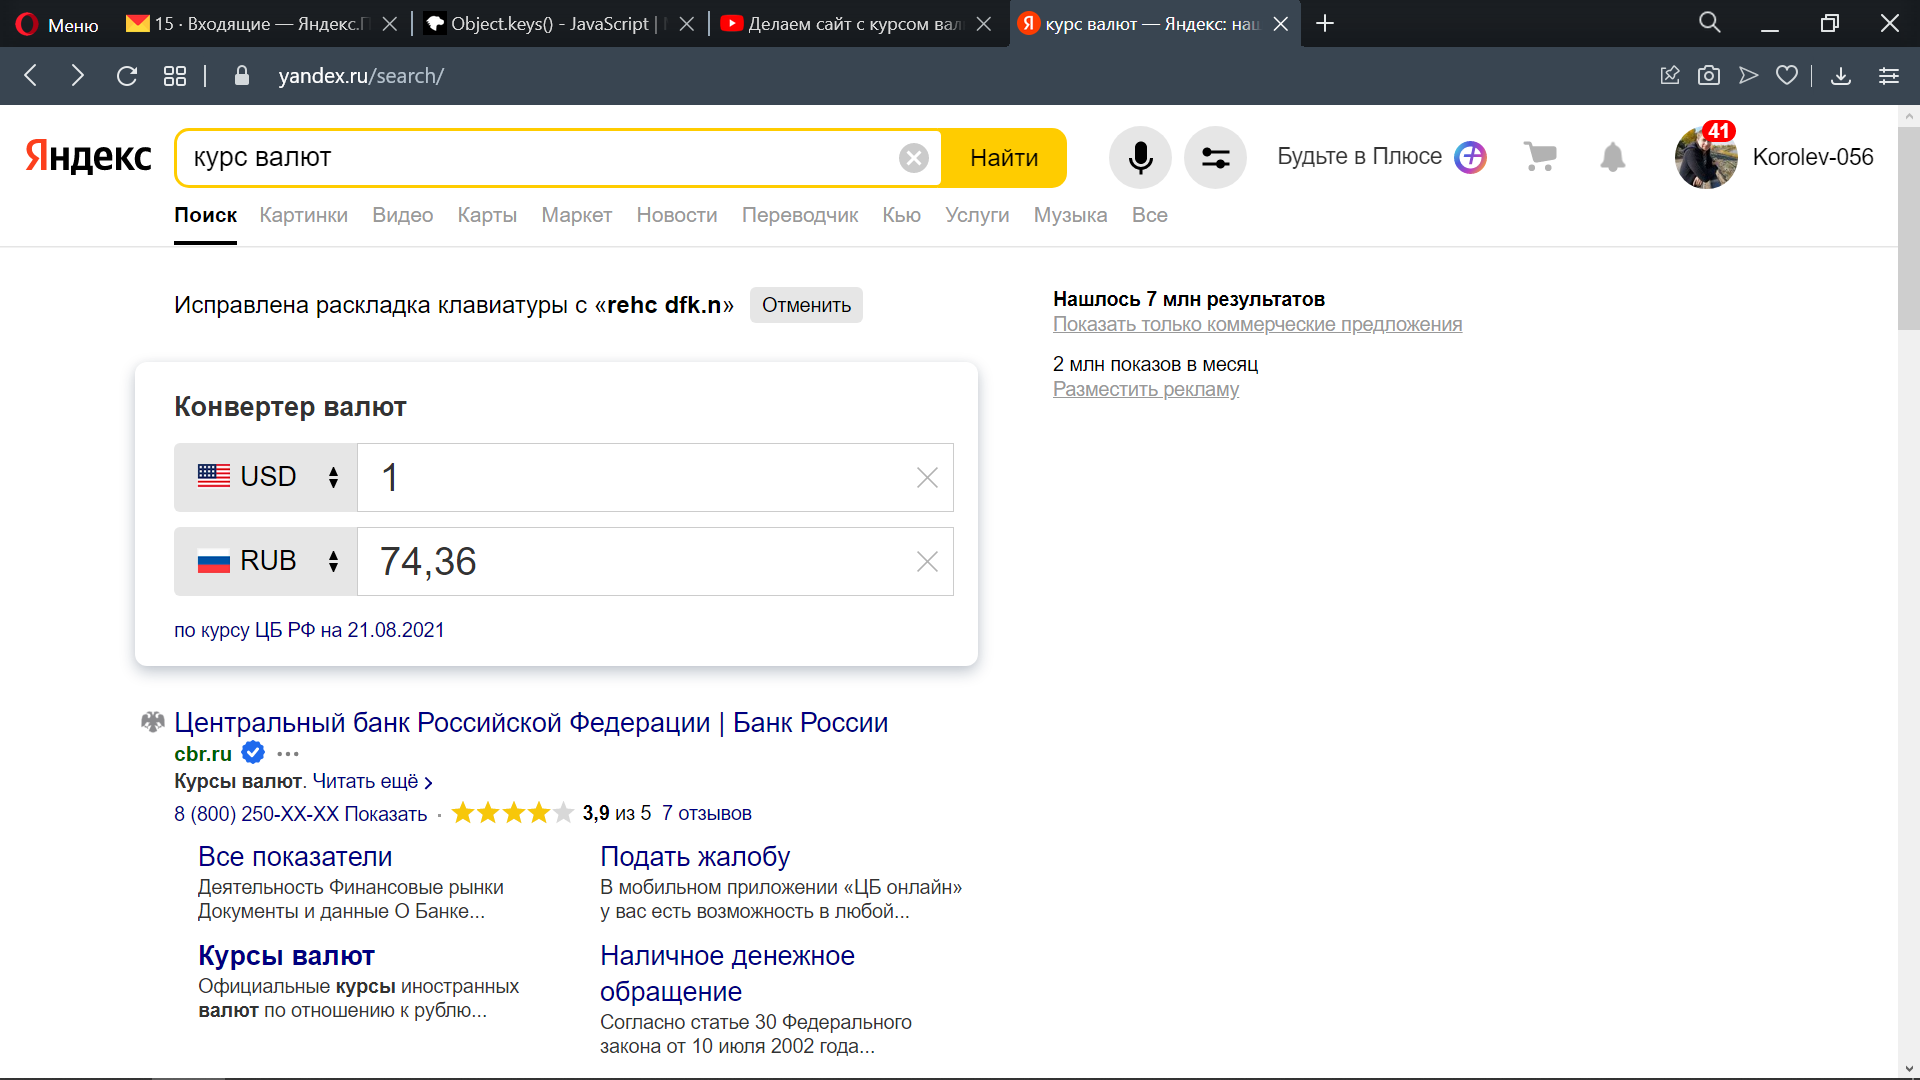 Меню
15 · Входящие — Яндекс.П
Object.keys() - JavaScript |
Делаем сайт с курсом вал
курс валют — Яндекс: наш
yandex.ru/search/
Яндекс
курс валют
Найти
Будьте в Плюсе
41
Korolev-056
Поиск Картинки Видео Карты Маркет Новости Переводчик Кью Услуги Музыка Все
Исправлена раскладка клавиатуры с «rehc dfk.n» Отменить
Нашлось 7 млн результатов
Показать только коммерческие предложения
2 млн показов в месяц
Разместить рекламу
Конвертер валют
USD 1
RUB 74,36
по курсу ЦБ РФ на 21.08.2021
Центральный банк Российской Федерации | Банк России
cbr.ru
Курсы валют. Читать ещё ›
8 (800) 250-XX-XX Показать · 3,9 из 5 7 отзывов
Все показатели
Деятельность Финансовые рынки
Документы и данные О Банке...
Подать жалобу
В мобильном приложении «ЦБ онлайн»
у вас есть возможность в любой...
Курсы валют
Официальные курсы иностранных
валют по отношению к рублю...
Наличное денежное
обращение
Согласно статье 30 Федерального
закона от 10 июля 2002 года...